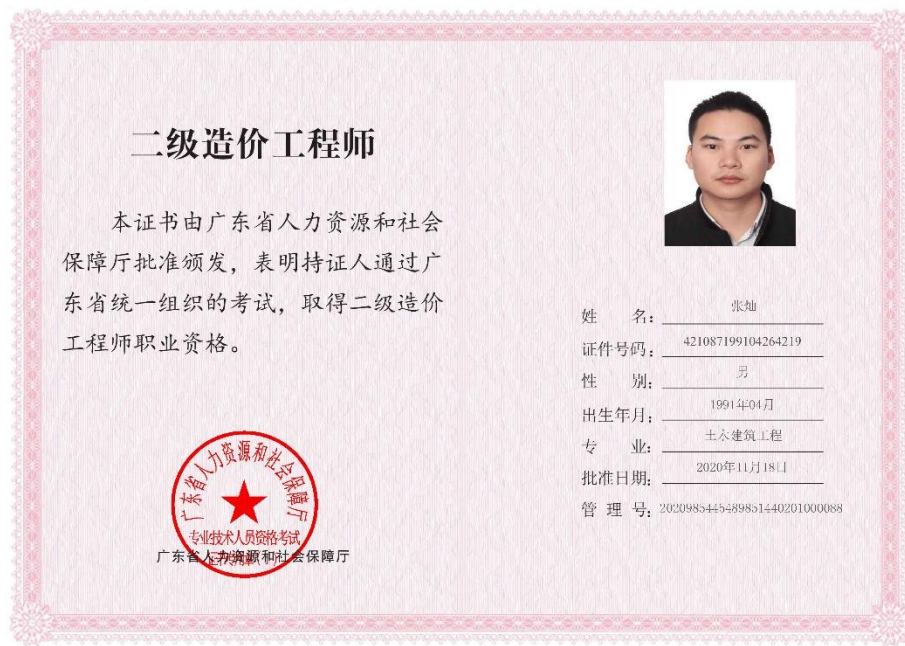 二级造价工程师
本证书由广东省人力资源和社会
保障厅批准颁发，表明持证人通过广
东省统一组织的考试，取得二级造价
工程师职业资格。
广东省人力资源和社会保障厅
专业技术人员资格考试
广东省人力资源和社会保障厅
姓 名：张灿
证件号码：421087199104264219
性 别：男
出生年月：1991年04月
专 业：土木建筑工程
批准日期：2020年11月18日
管 理 号：20209854454898514402010000088